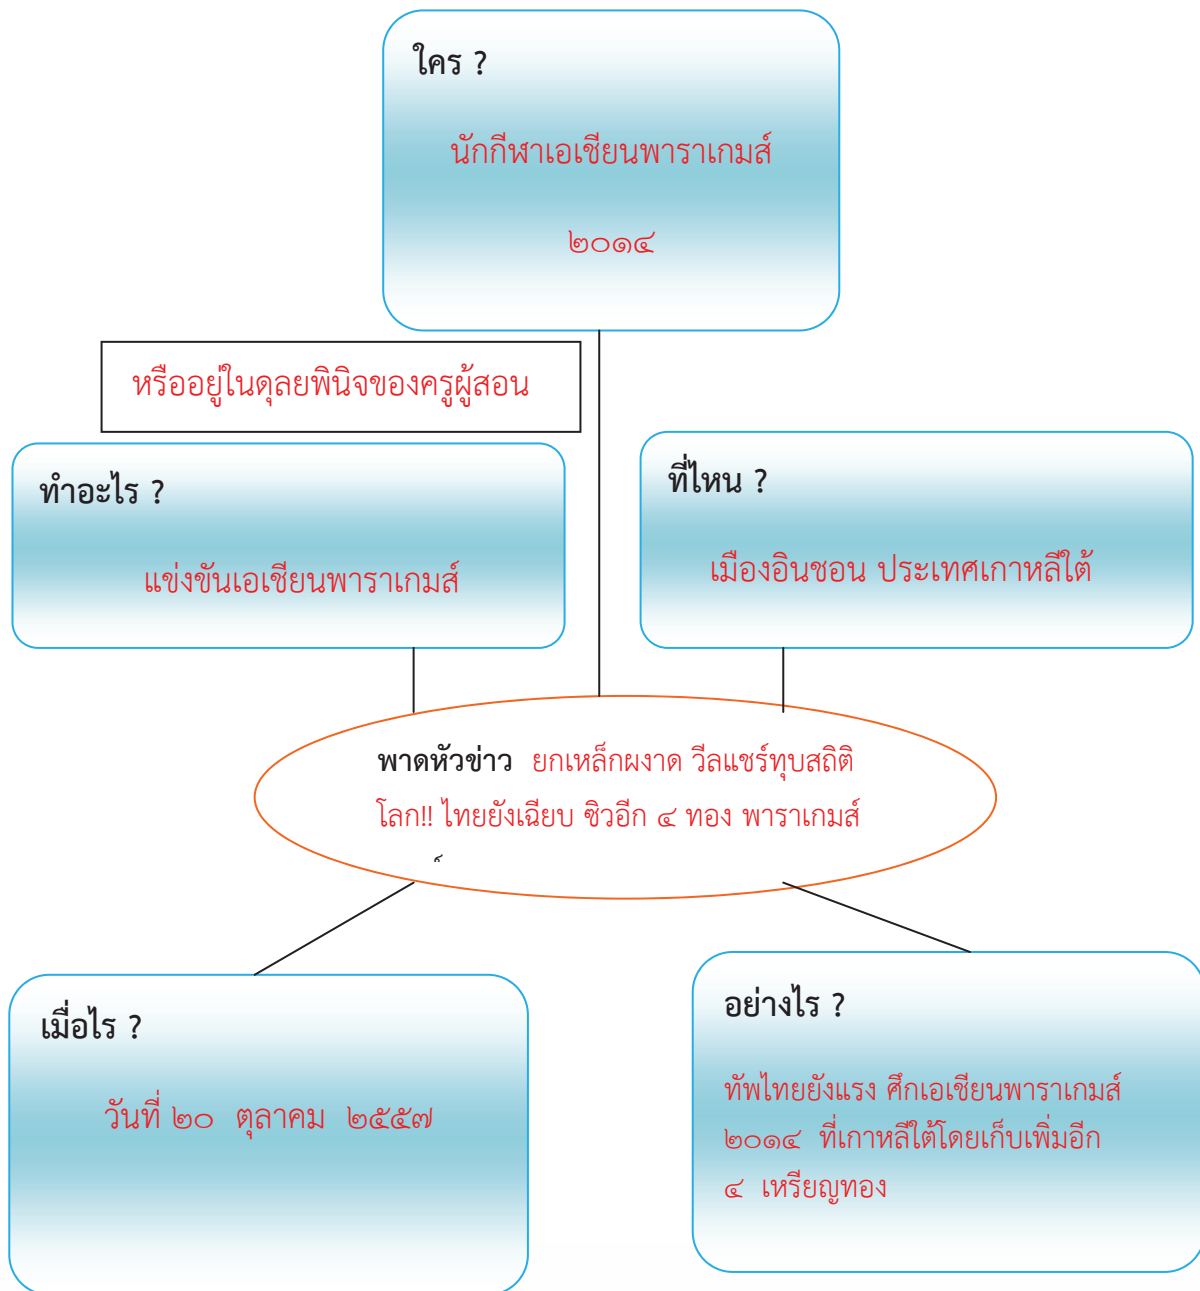 ใคร ?
นักกีฬาเอเชียนพาราเกมส์
๒๐๑๔
หรืออยู่ในดุลยพินิจของครูผู้สอน
ทำอะไร ?
แข่งขันเอเชียนพาราเกมส์
ที่ไหน ?
เมืองอินชอน ประเทศเกาหลีใต้
พาดหัวข่าว ยกเหล็กผงาด วีลแชร์ทุบสถิติ
โลก!! ไทยยังเฉียบ ซิวอีก ๔ ทอง พาราเกมส์
เมื่อไร ?
วันที่ ๒๐ ตุลาคม ๒๕๕๗
อย่างไร ?
ทัพไทยยังแรง ศึกเอเชียนพาราเกมส์
๒๐๑๔ ที่เกาหลีใต้โดยเก็บเพิ่มอีก
๔ เหรียญทอง